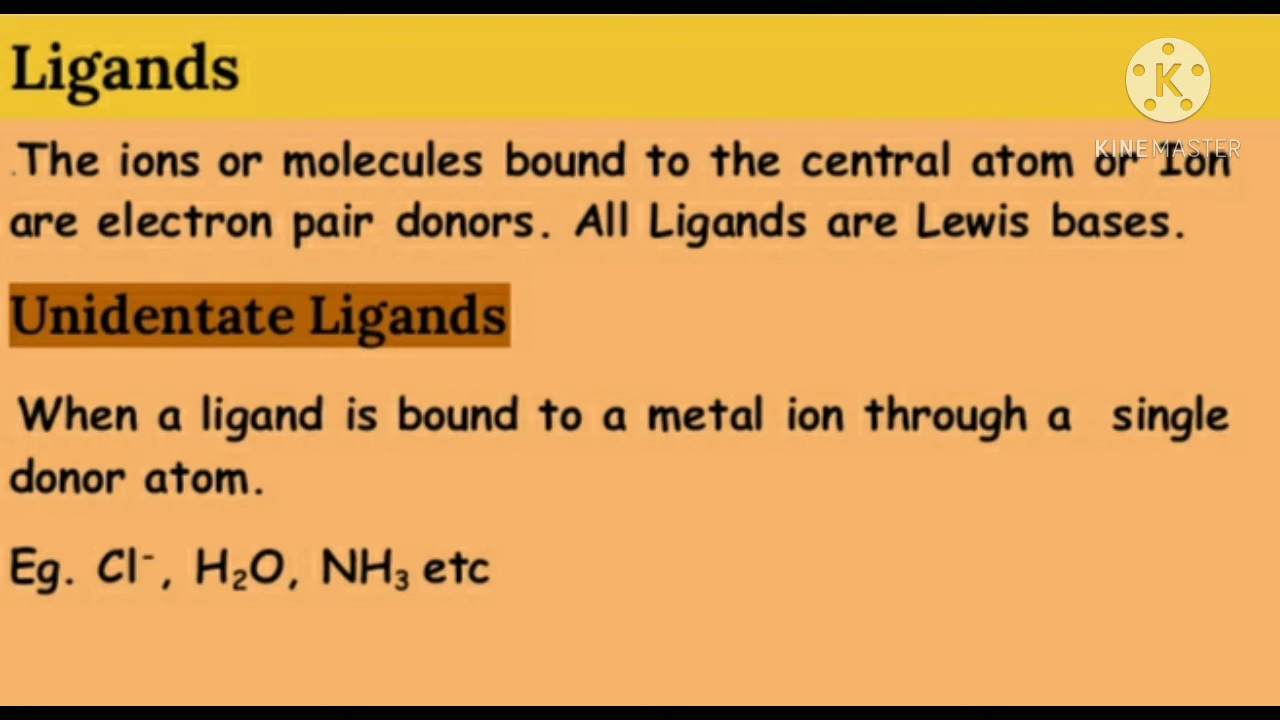 Ligands
K
KINEMASTER
.The ions or molecules bound to the central atom or Ion
are electron pair donors. All Ligands are Lewis bases.
Unidentate Ligands
When a ligand is bound to a metal ion through a single
donor atom.
Eg. Cl⁻, H₂O, NH₃ etc